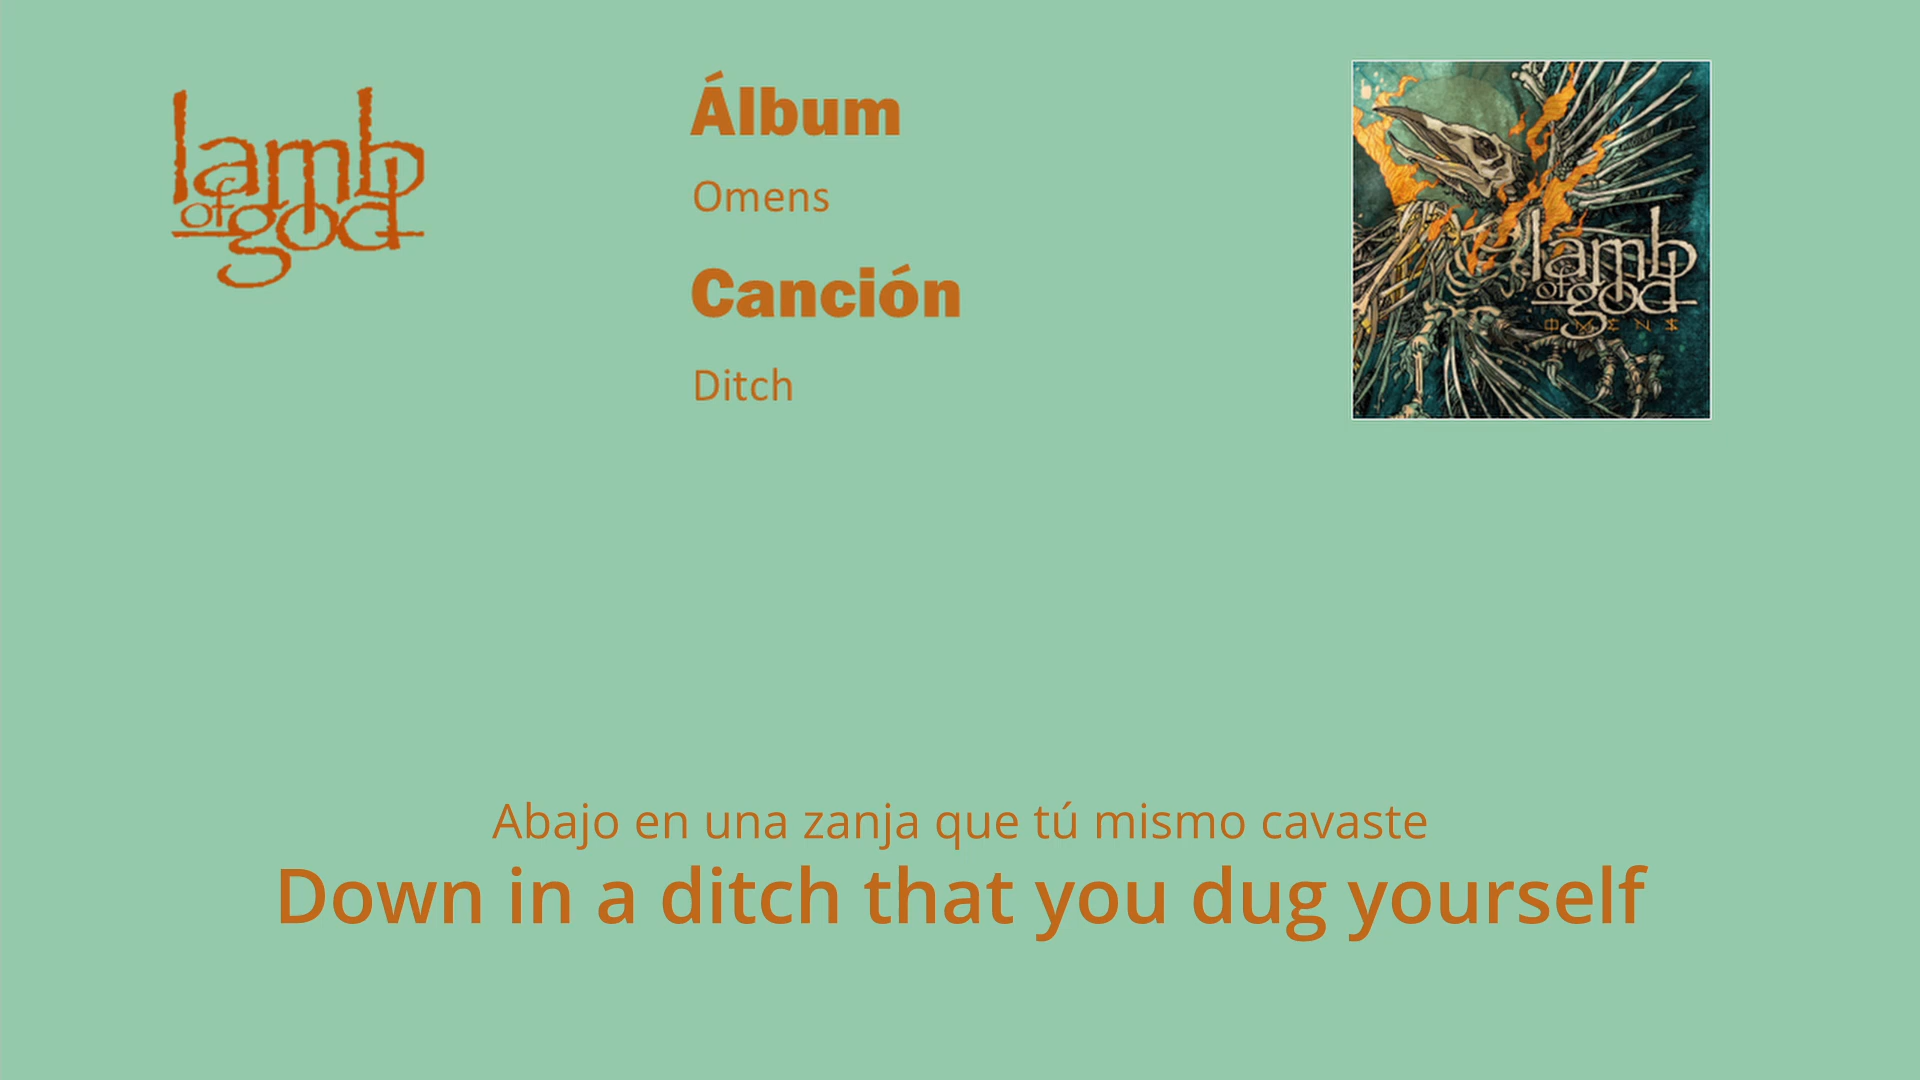 lamb
of god
Álbum
Omens
Canción
Ditch
lamb
of god
OMENS
Abajo en una zanja que tú mismo cavaste
Down in a ditch that you dug yourself